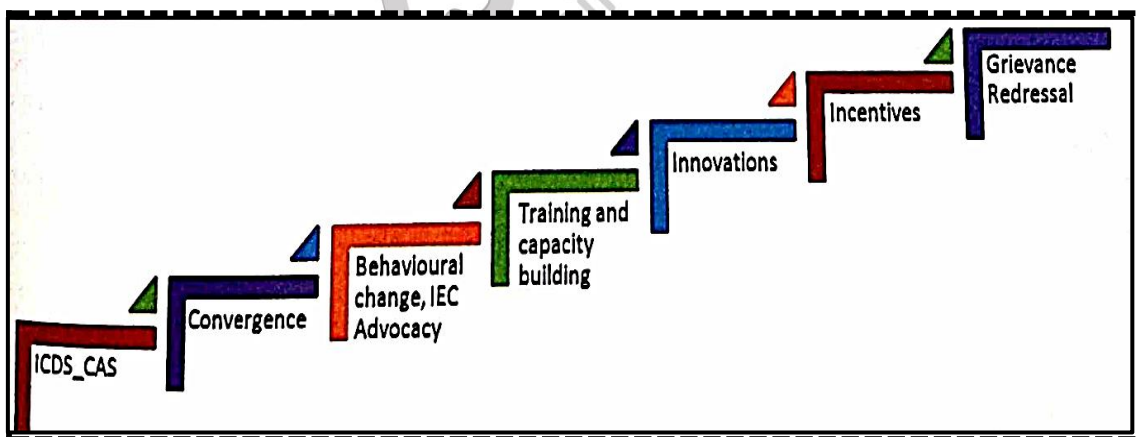 ICDS_CAS
Convergence
Behavioural
change, IEC
Advocacy
Training and
capacity
building
Innovations
Incentives
Grievance
Redressal